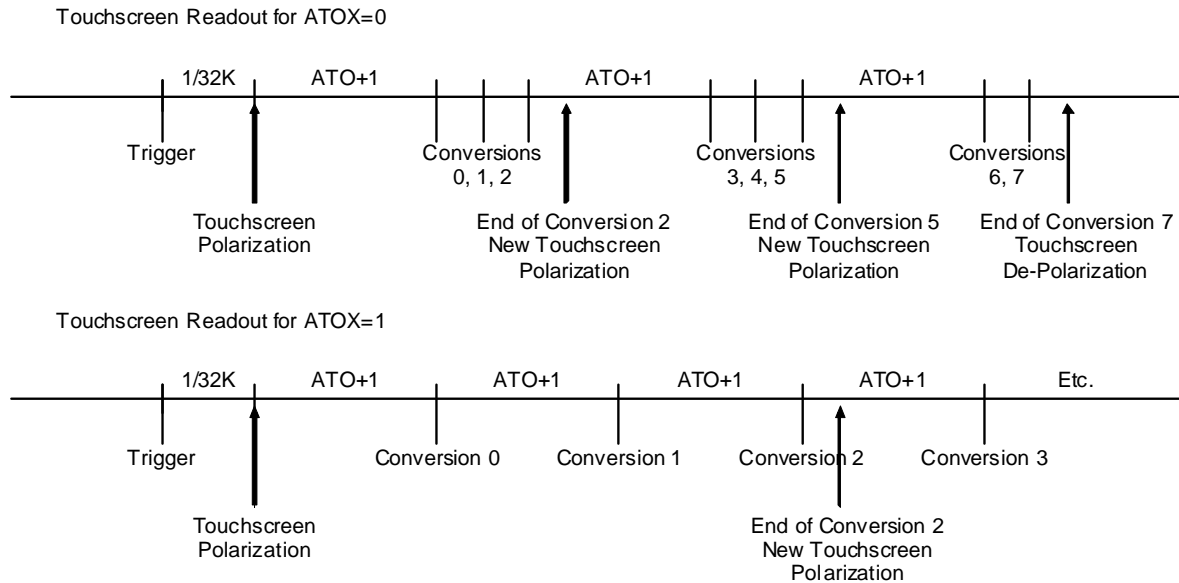 Touchscreen Readout for ATOX=0
1/32K ATO+1 ATO+1 ATO+1
Trigger Conversions 0, 1, 2 Conversions 3, 4, 5 Conversions 6, 7
Touchscreen Polarization
End of Conversion 2 New Touchscreen Polarization
End of Conversion 5 New Touchscreen Polarization
End of Conversion 7 Touchscreen De-Polarization
Touchscreen Readout for ATOX=1
1/32K ATO+1 ATO+1 ATO+1 ATO+1 Etc.
Trigger Conversion 0 Conversion 1 Conversion 2 Conversion 3
Touchscreen Polarization
End of Conversion 2 New Touchscreen Polarization